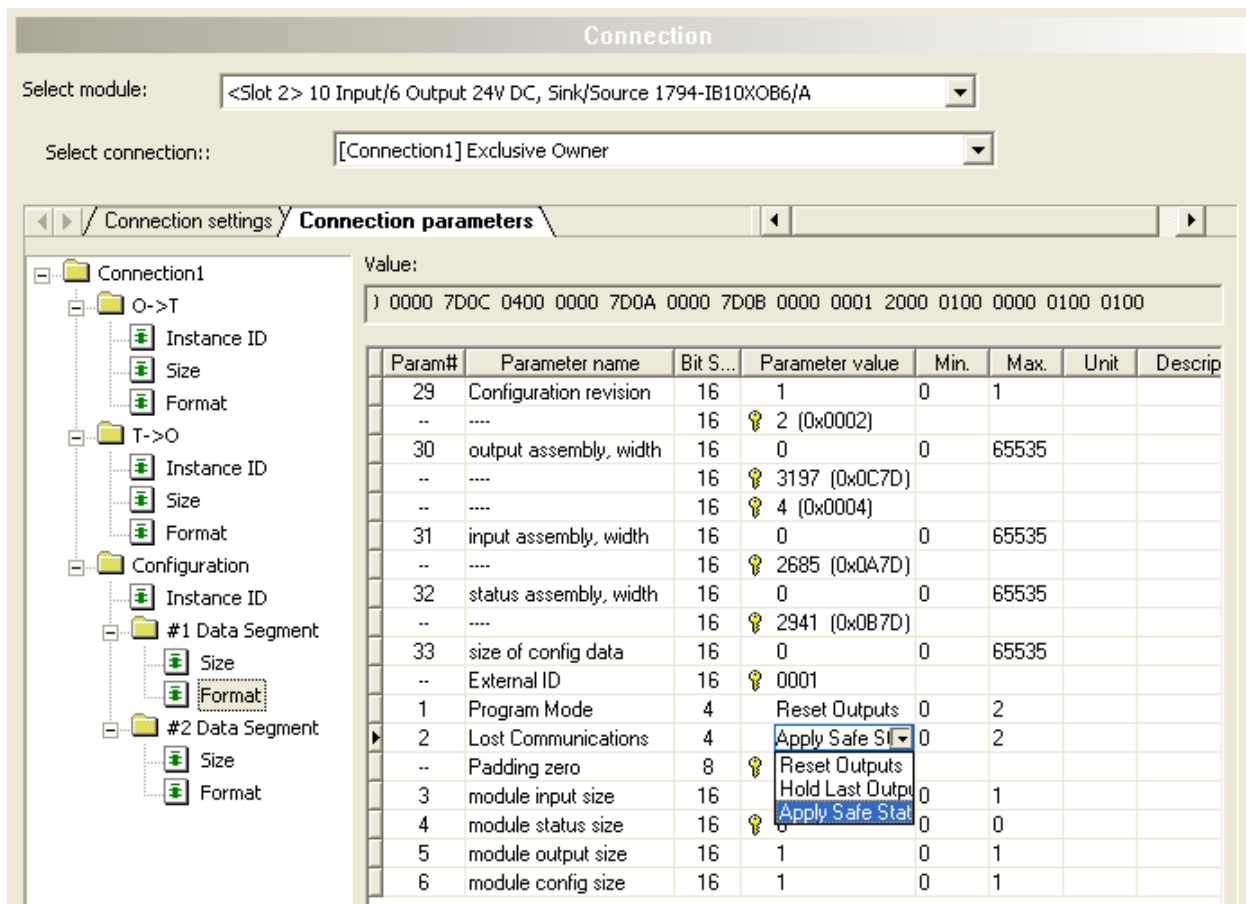 Connection
Select module: <Slot 2> 10 Input/6 Output 24V DC, Sink/Source 1794-IB10XOB6/A
Select connection:: [Connection1] Exclusive Owner
Connection settings Connection parameters
Connection1
O->T
Instance ID
Size
Format
T->O
Instance ID
Size
Format
Configuration
Instance ID
#1 Data Segment
Size
Format
#2 Data Segment
Size
Format
Value:
) 0000 7D0C 0400 0000 7D0A 0000 7D0B 0000 0001 2000 0100 0000 0100 0100
Param# Parameter name Bit S... Parameter value Min. Max. Unit Descrip
29 Configuration revision 16 1 0 1
-- ---- 16 2 (0x0002)
30 output assembly, width 16 0 0 65535
-- ---- 16 3197 (0x0C7D)
-- ---- 16 4 (0x0004)
31 input assembly, width 16 0 0 65535
-- ---- 16 2685 (0x0A7D)
32 status assembly, width 16 0 0 65535
-- ---- 16 2941 (0x0B7D)
33 size of config data 16 0 0 65535
-- External ID 16 0001
1 Program Mode 4 Reset Outputs 0 2
2 Lost Communications 4 Apply Safe St 0 2
-- Padding zero 8
3 module input size 16 0 1
4 module status size 16 0 0 0
5 module output size 16 1 0 1
6 module config size 16 1 0 1
Reset Outputs
Hold Last Outpu
Apply Safe Stat